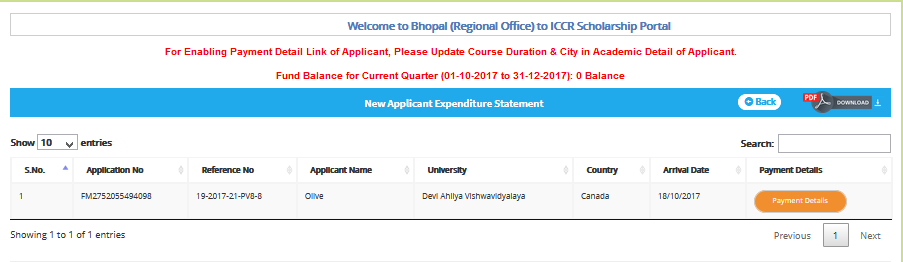 Welcome to Bhopal (Regional Office) to ICCR Scholarship Portal
For Enabling Payment Detail Link of Applicant, Please Update Course Duration & City in Academic Detail of Applicant.
Fund Balance for Current Quarter (01-10-2017 to 31-12-2017): 0 Balance
New Applicant Expenditure Statement Back PDF DOWNLOAD
Show 10 entries Search:
S.No. Application No Reference No Applicant Name University Country Arrival Date Payment Details
1 FM2752055494098 19-2017-21-PV8-8 Olive Devi Ahilya Vishwavidyalaya Canada 18/10/2017 Payment Details
Showing 1 to 1 of 1 entries Previous 1 Next